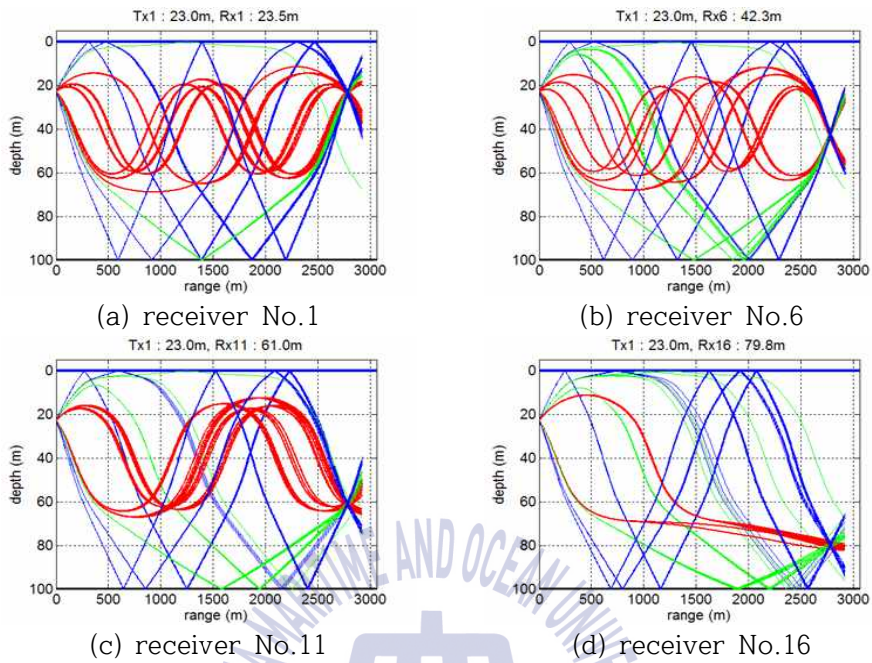 Tx1 : 23.0m, Rx1 : 23.5m
0
20
40
60
80
100
depth (m)
0 500 1000 1500 2000 2500 3000
range (m)
(a) receiver No.1
Tx1 : 23.0m, Rx6 : 42.3m
0
20
40
60
80
100
depth (m)
0 500 1000 1500 2000 2500 3000
range (m)
(b) receiver No.6
Tx1 : 23.0m, Rx11 : 61.0m
0
20
40
60
80
100
depth (m)
0 500 1000 1500 2000 2500 3000
range (m)
(c) receiver No.11
Tx1 : 23.0m, Rx16 : 79.8m
0
20
40
60
80
100
depth (m)
0 500 1000 1500 2000 2500 3000
range (m)
(d) receiver No.16
MARITIME AND OCEAN